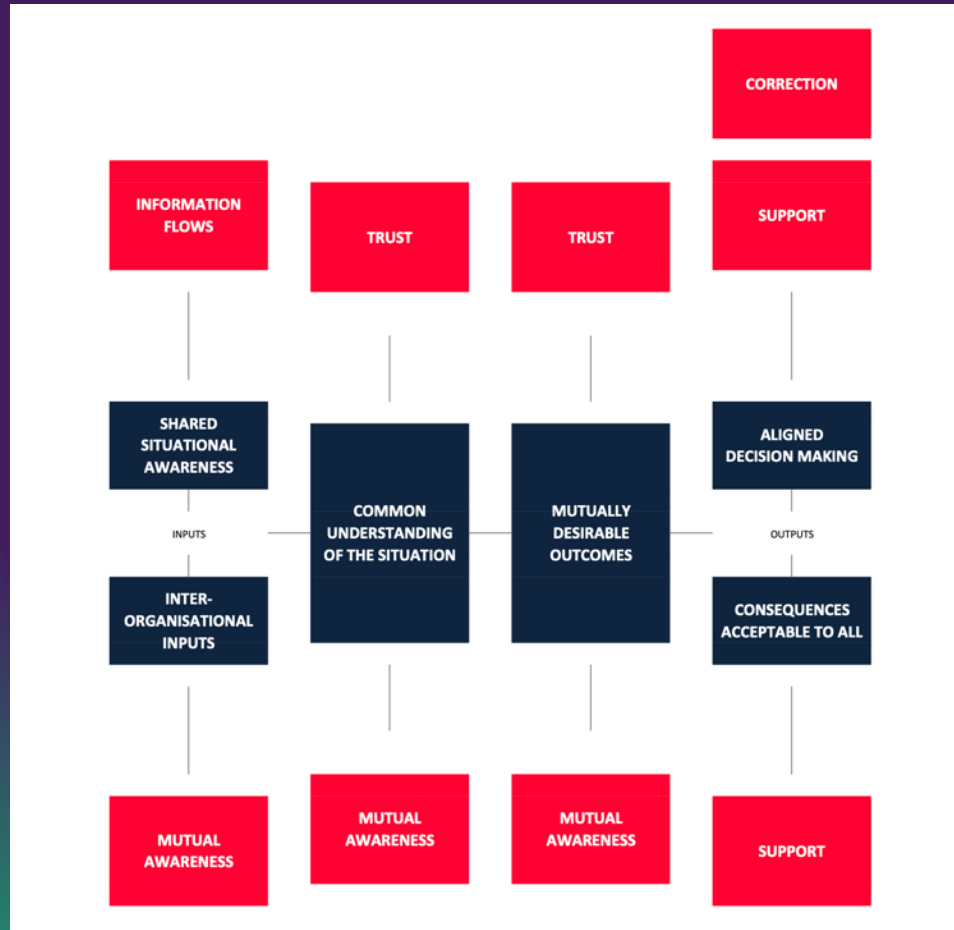 CORRECTION
INFORMATION
FLOWS
TRUST
TRUST
SUPPORT
SHARED
SITUATIONAL
AWARENESS
COMMON
UNDERSTANDING
OF THE SITUATION
MUTUALLY
DESIRABLE
OUTCOMES
ALIGNED
DECISION MAKING
INPUTS
OUTPUTS
INTER-
ORGANISATIONAL
INPUTS
CONSEQUENCES
ACCEPTABLE TO ALL
MUTUAL
AWARENESS
MUTUAL
AWARENESS
MUTUAL
AWARENESS
SUPPORT